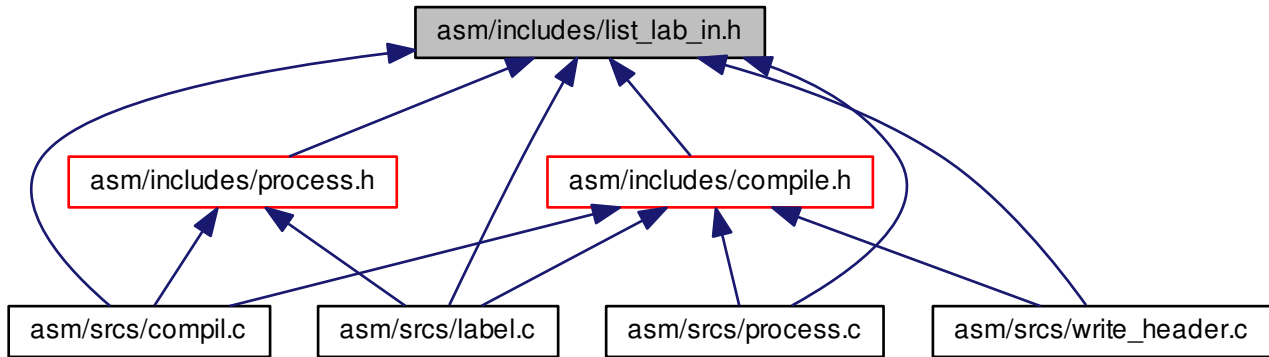 asm/includes/list_lab_in.h
asm/includes/process.h
asm/includes/compile.h
asm/srcs/compil.c
asm/srcs/label.c
asm/srcs/process.c
asm/srcs/write_header.c